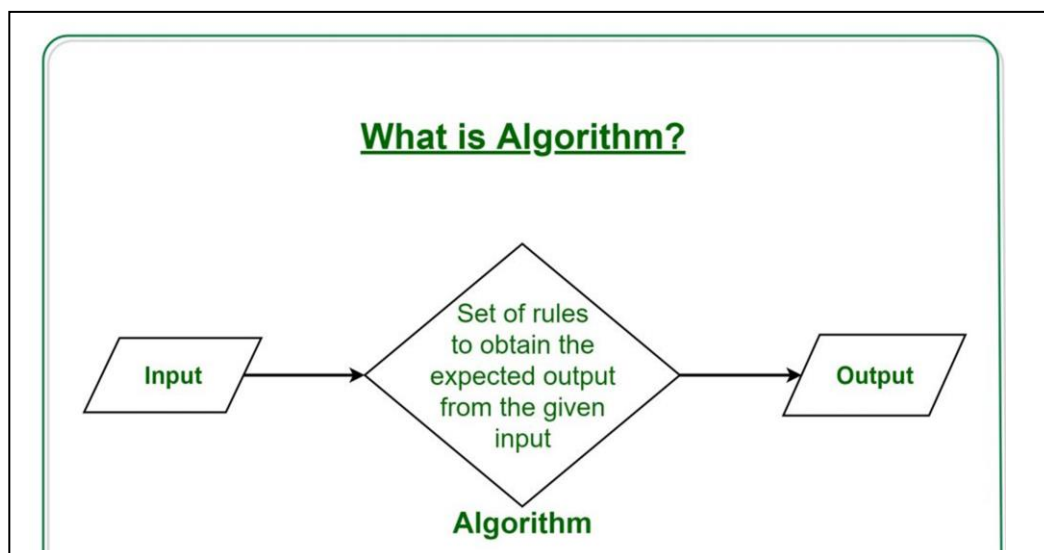 What is Algorithm?
Input
Set of rules
to obtain the
expected output
from the given
input
Output
Algorithm